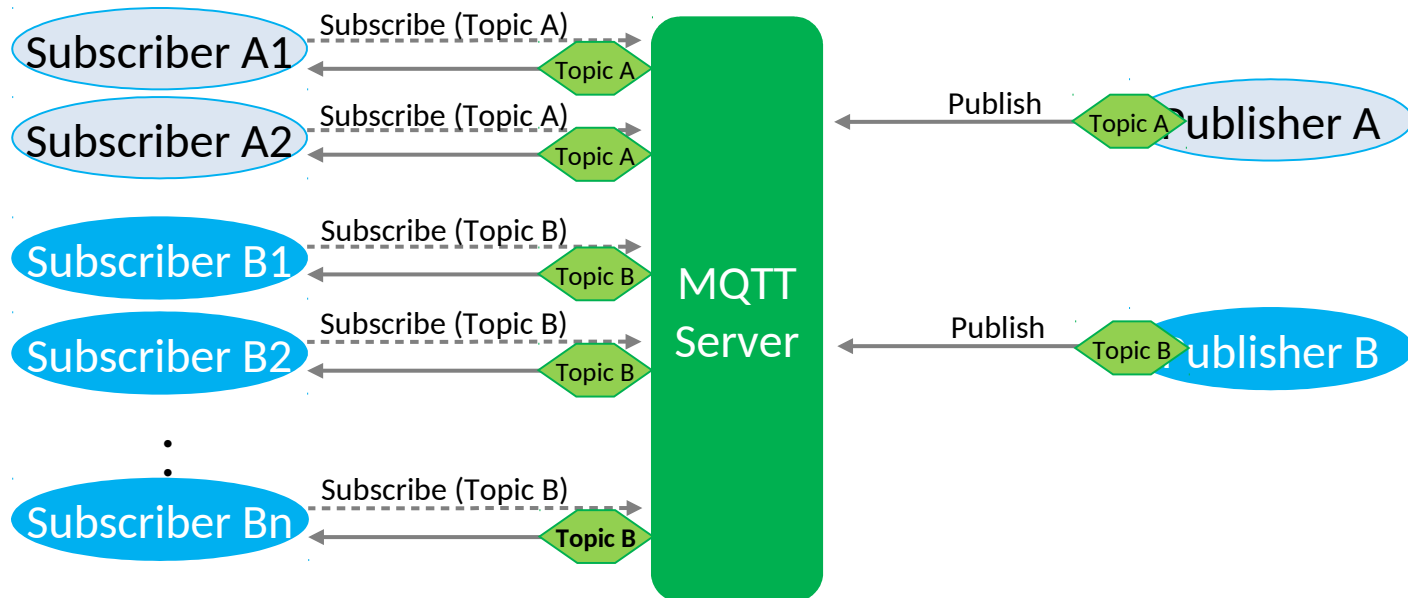 Subscribe (Topic A)
Subscriber A1
Topic A
Subscribe (Topic A)
Subscriber A2
Topic A
Publish
Topic A
Publisher A
Subscribe (Topic B)
Subscriber B1
Topic B
MQTT
Server
Subscribe (Topic B)
Subscriber B2
Topic B
Publish
Topic B
Publisher B
Subscribe (Topic B)
Subscriber Bn
Topic B